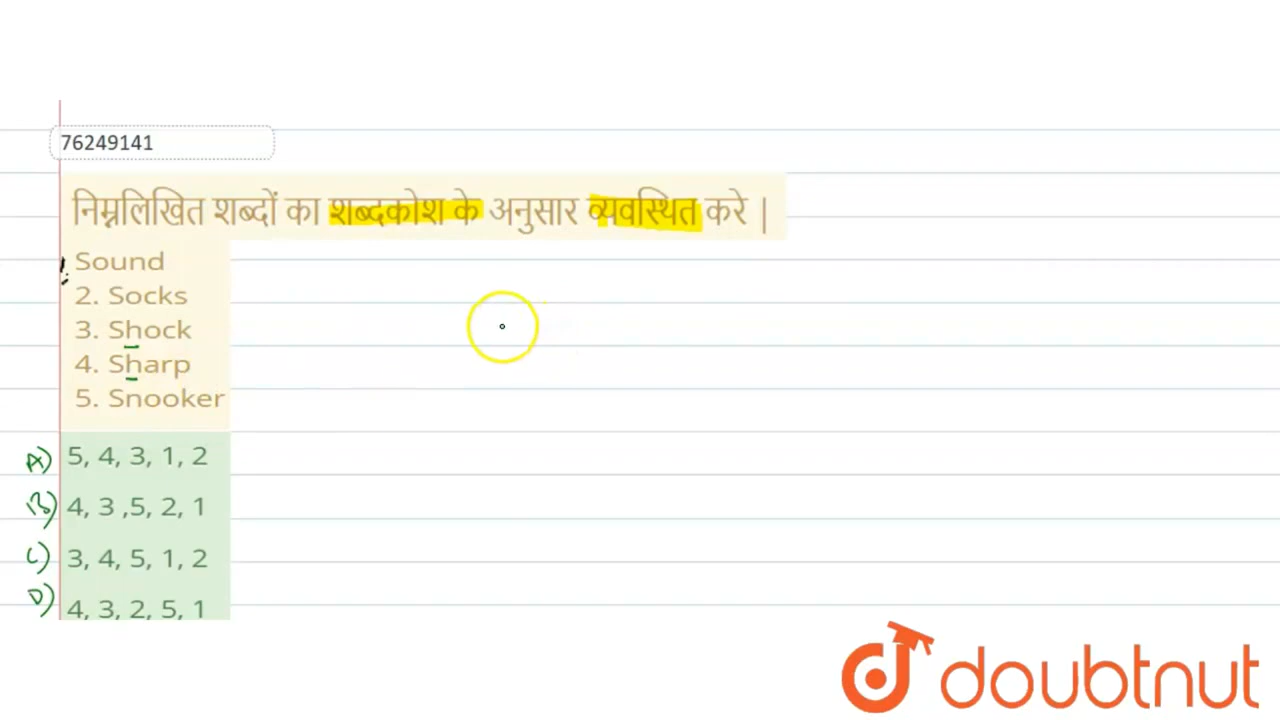 76249141
निम्नलिखित शब्दों का शब्दकोश के अनुसार व्यवस्थित करे |
1. Sound
2. Socks
3. Shock
4. Sharp
5. Snooker
A) 5, 4, 3, 1, 2
B) 4, 3 ,5, 2, 1
C) 3, 4, 5, 1, 2
D) 4, 3, 2, 5, 1
doubtnut